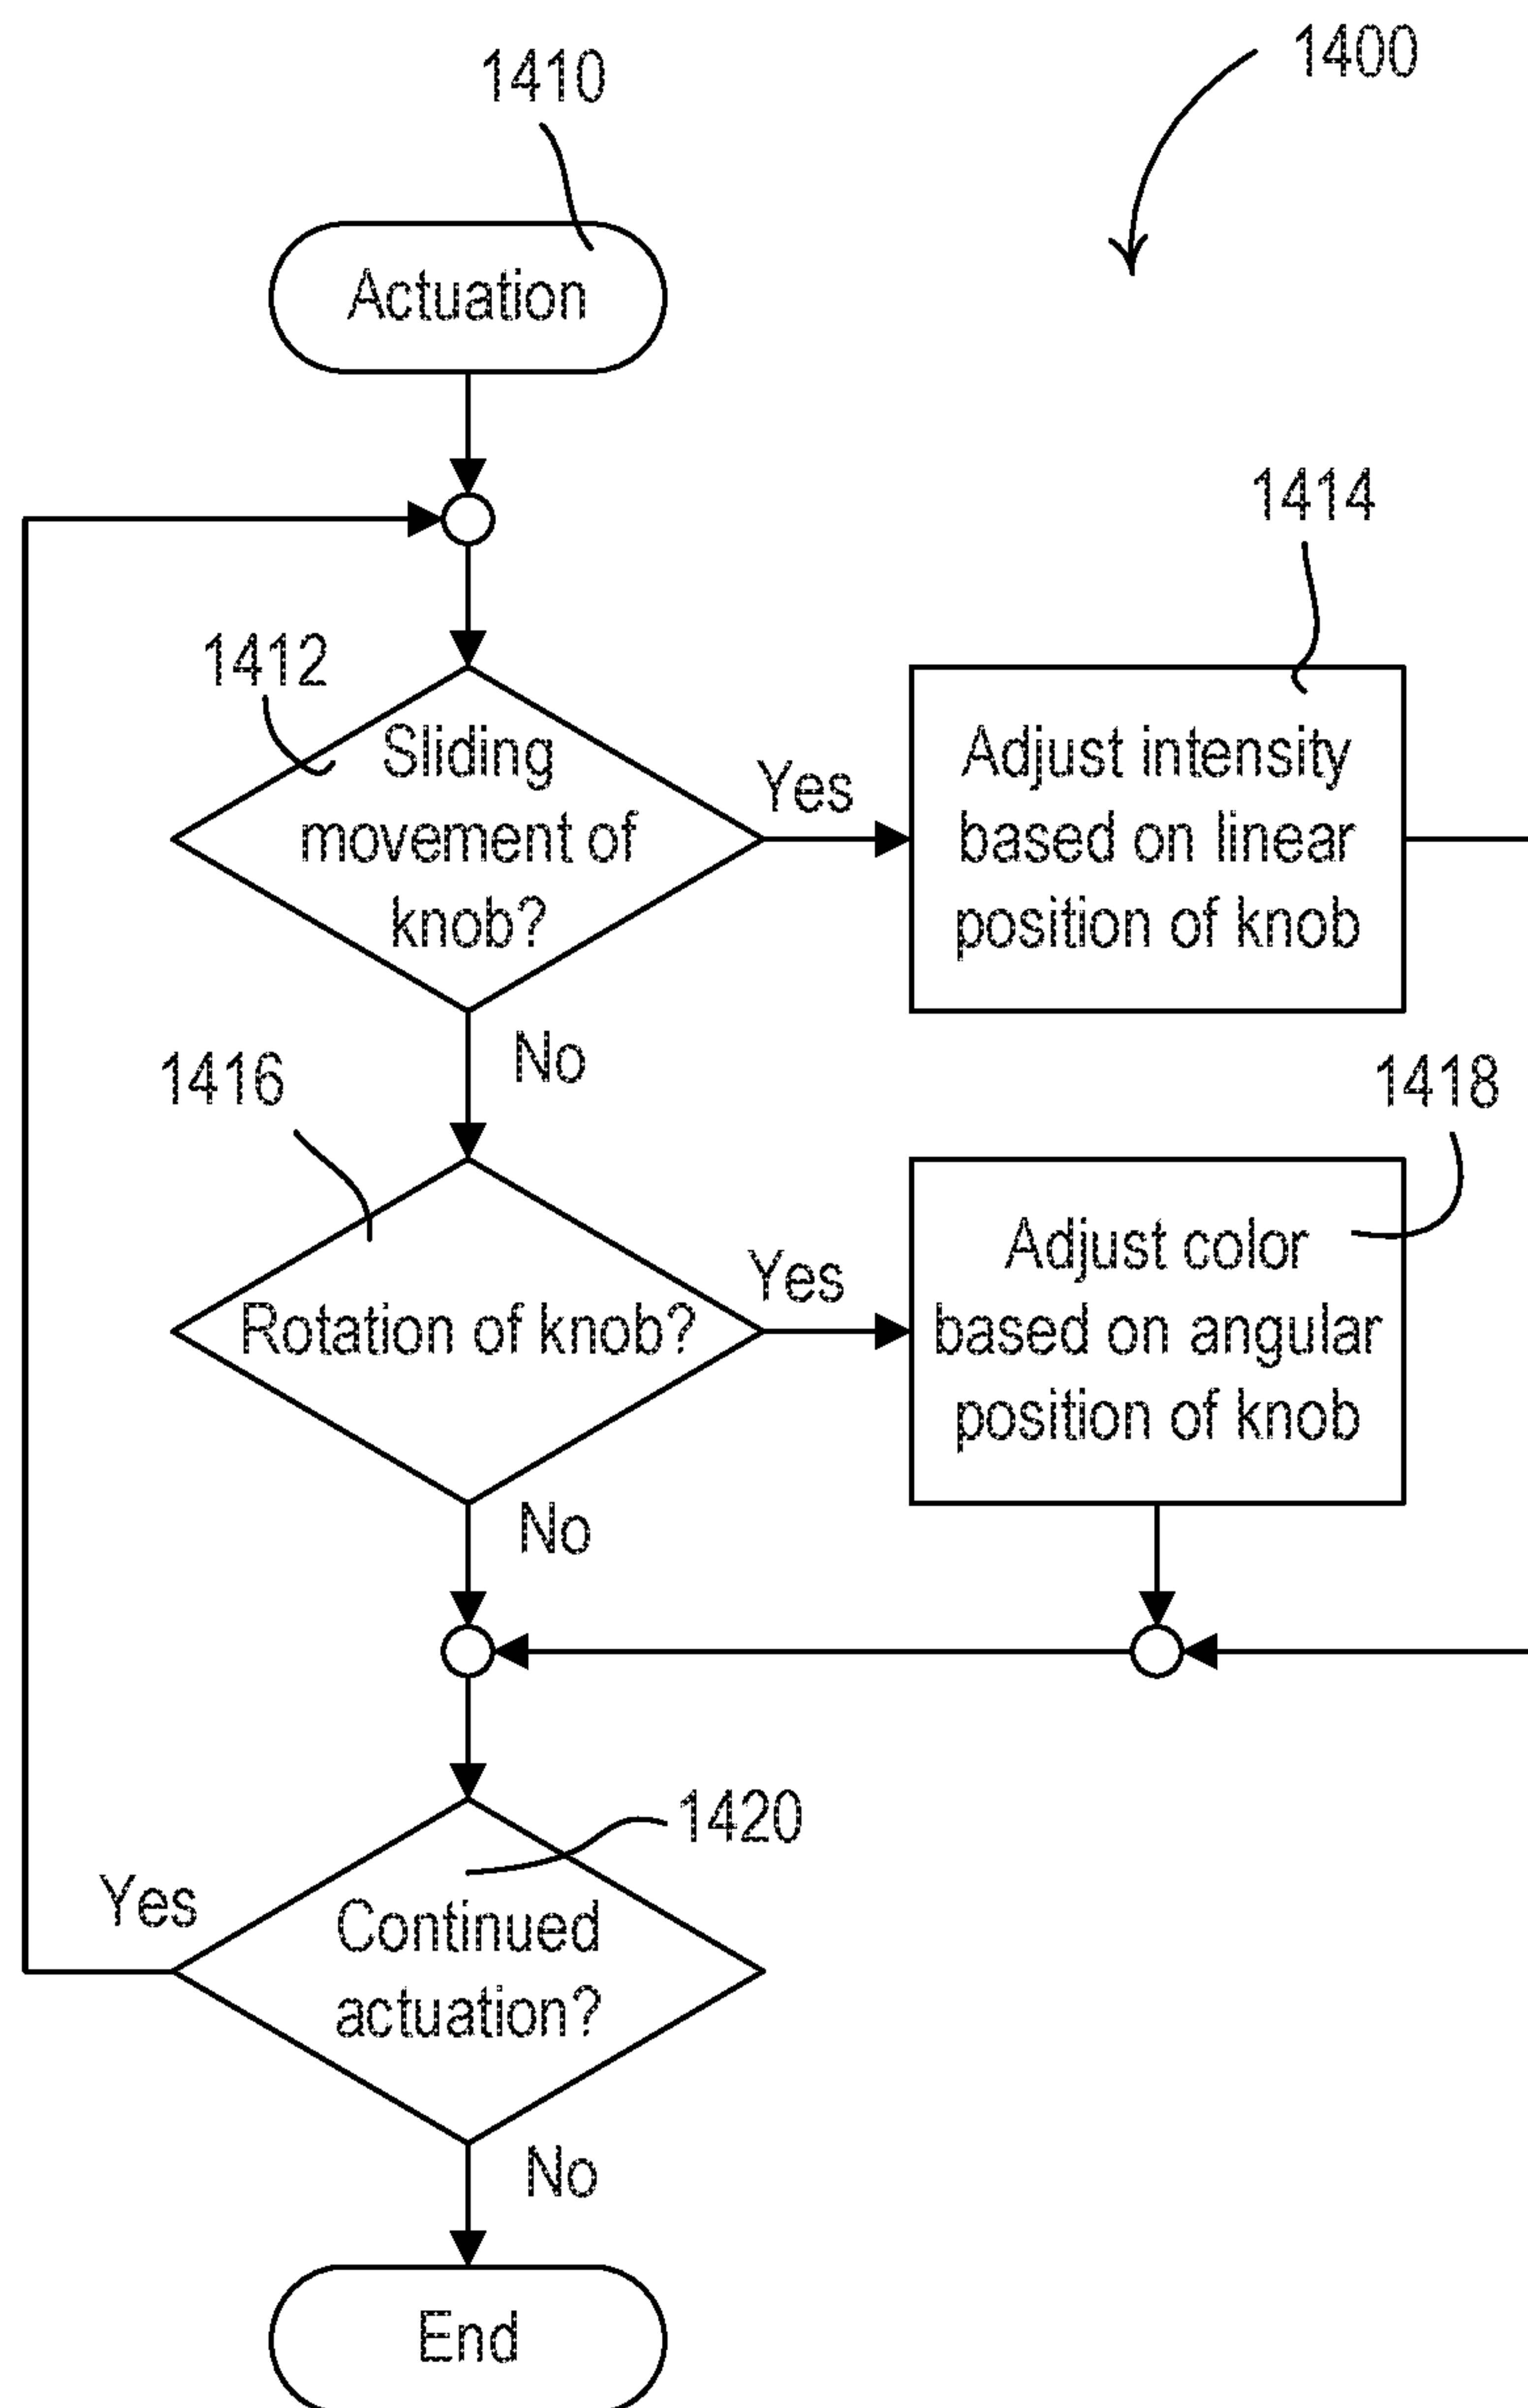 1410
1400
Actuation
1414
1412
Sliding
movement of
knob?
Yes
Adjust intensity
based on linear
position of knob
No
1416
1418
Rotation of knob?
Yes
Adjust color
based on angular
position of knob
No
1420
Yes
Continued
actuation?
No
End